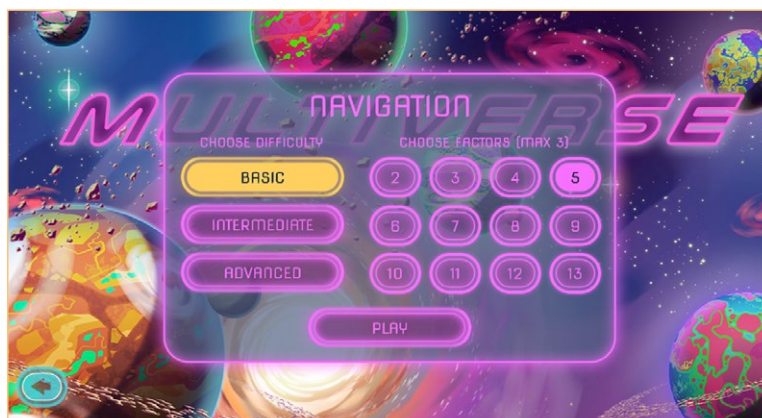 MULTIVERSE
NAVIGATION
CHOOSE DIFFICULTY
CHOOSE FACTORS (MAX 3)
BASIC
2 3 4 5
INTERMEDIATE
6 7 8 9
ADVANCED
10 11 12 13
PLAY